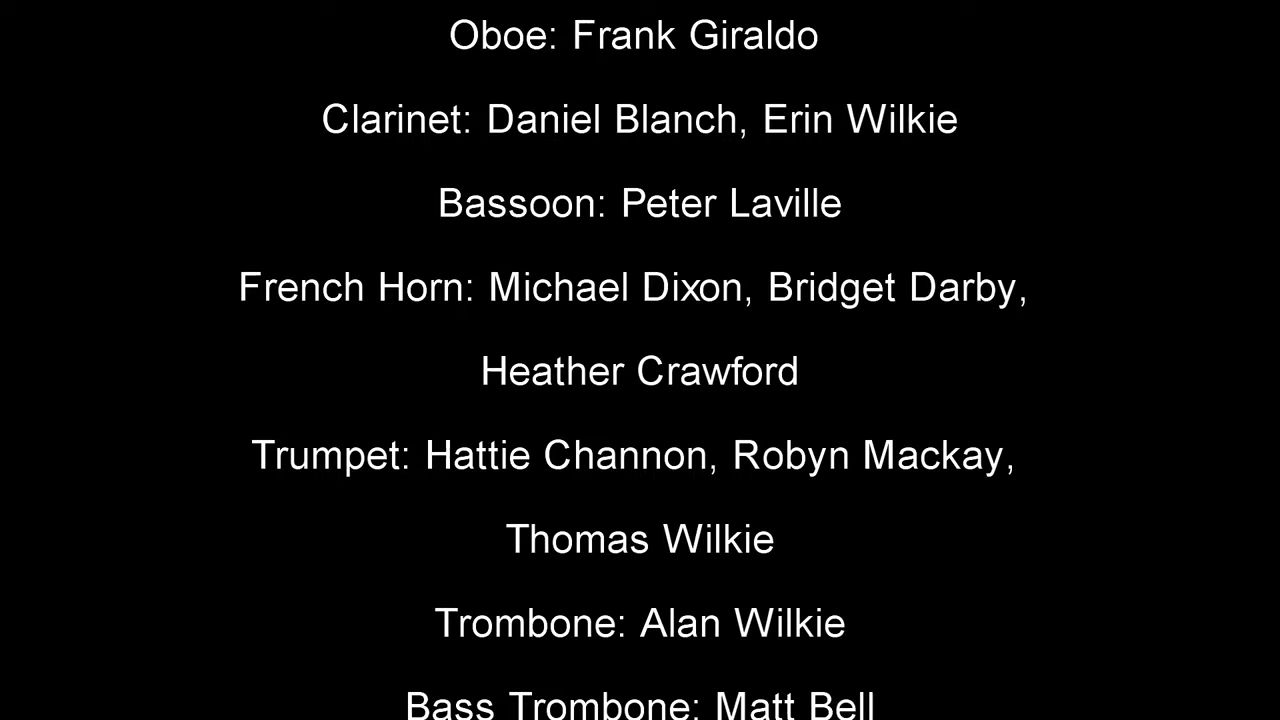 Oboe: Frank Giraldo
Clarinet: Daniel Blanch, Erin Wilkie
Bassoon: Peter Laville
French Horn: Michael Dixon, Bridget Darby,
Heather Crawford
Trumpet: Hattie Channon, Robyn Mackay,
Thomas Wilkie
Trombone: Alan Wilkie
Bass Trombone: Matt Bell